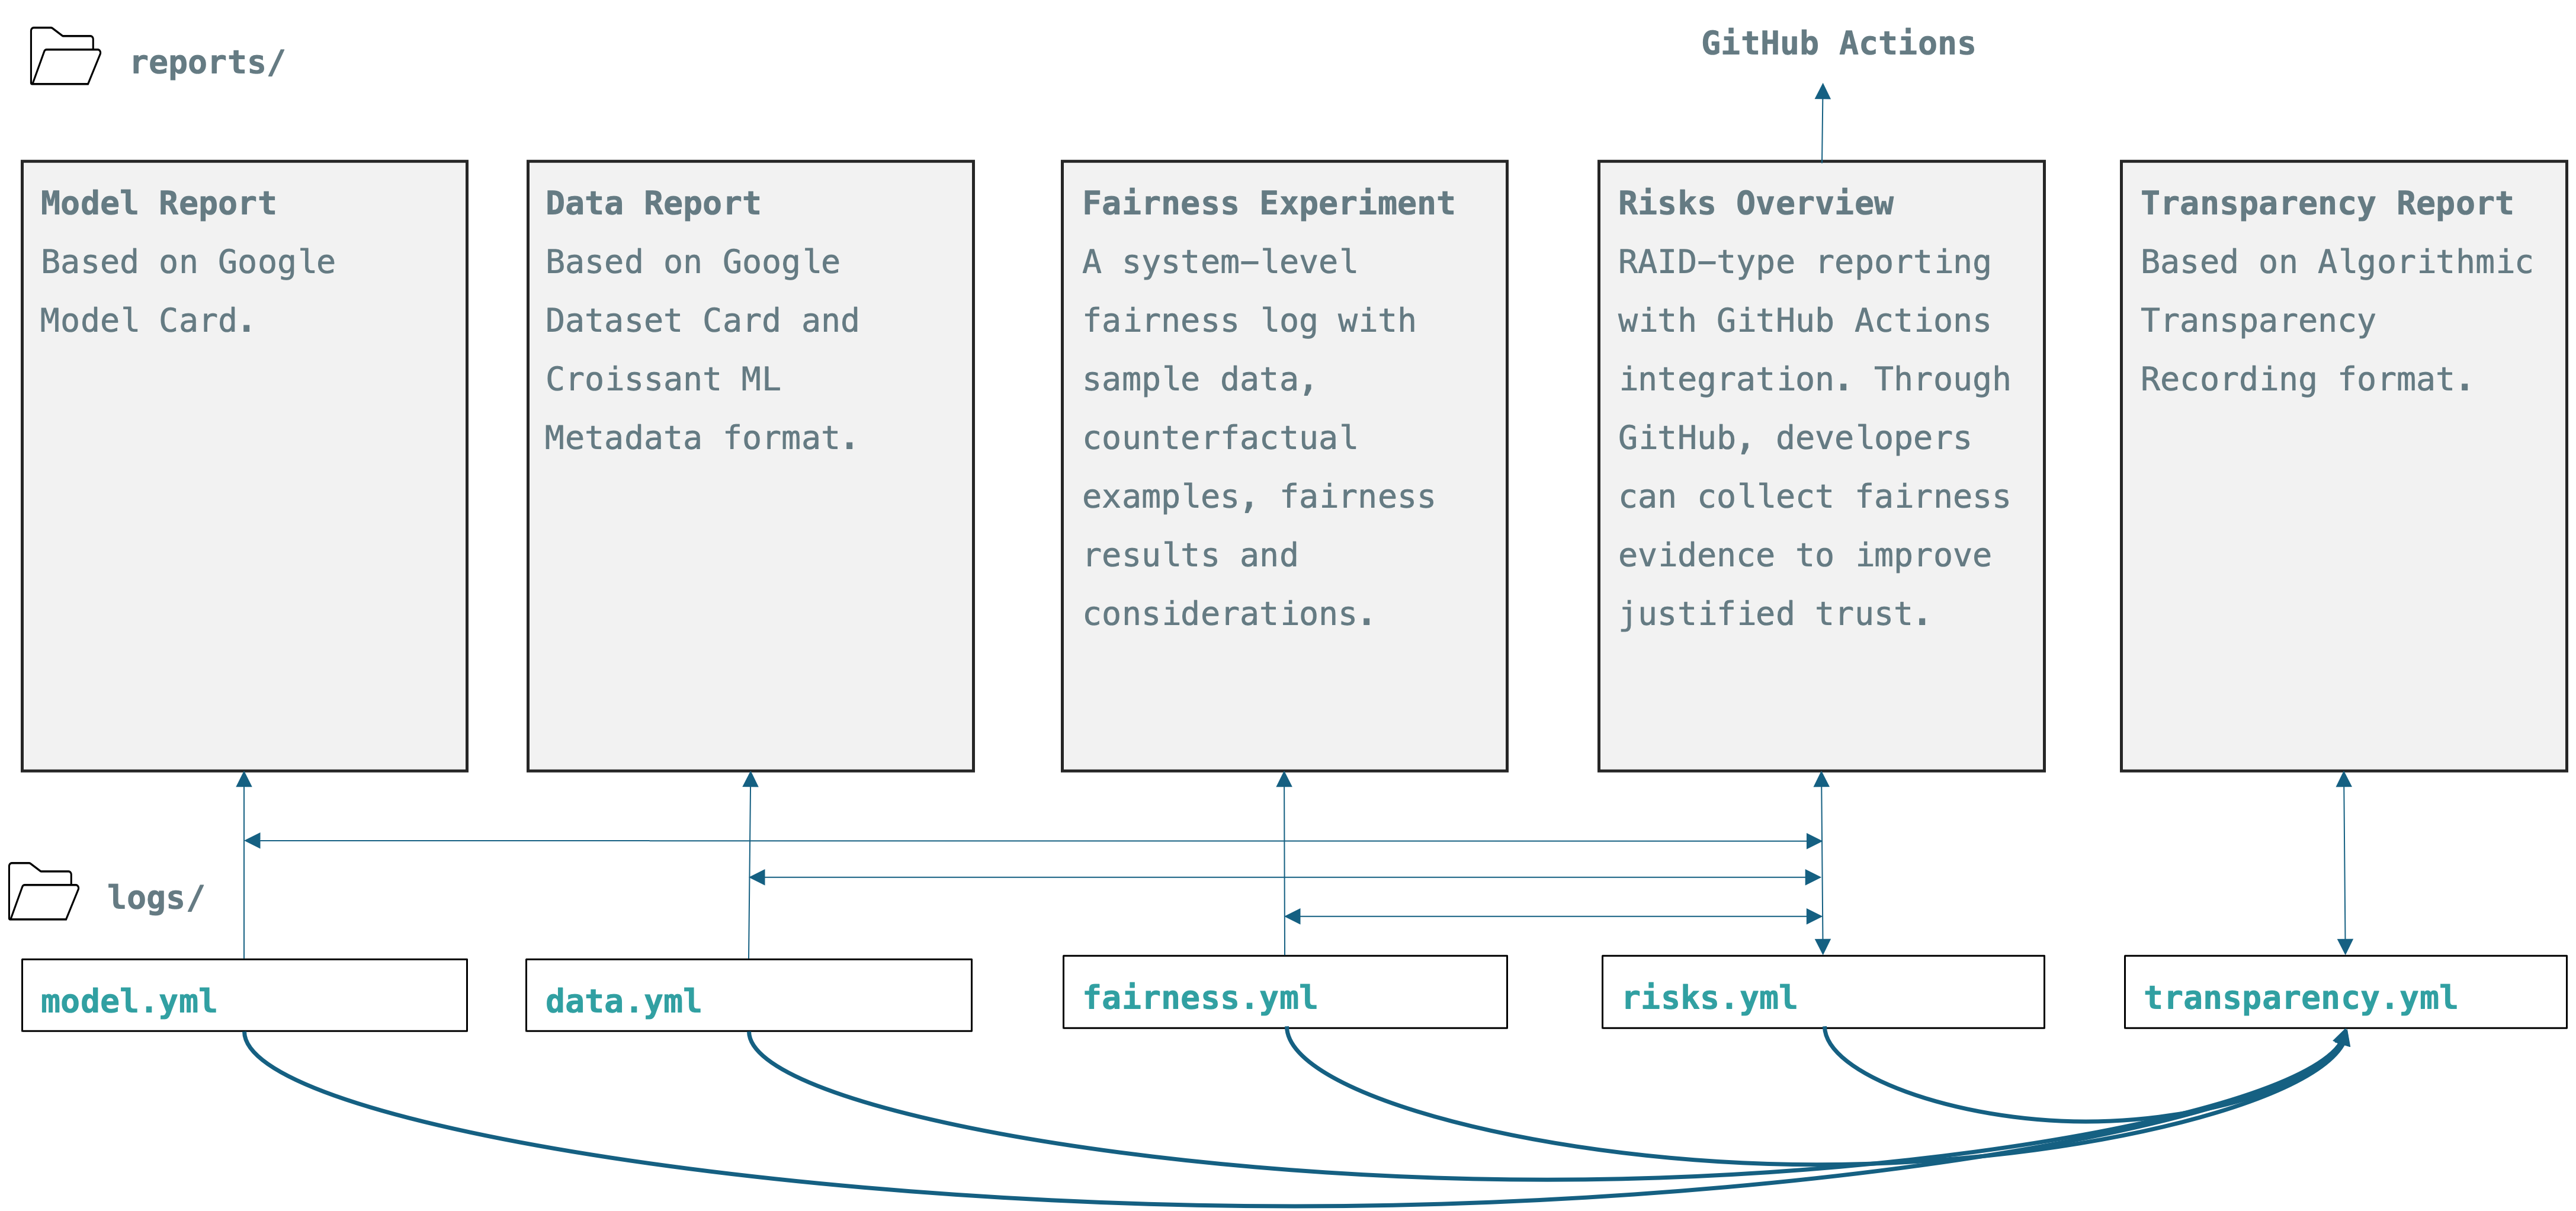 reports/
GitHub Actions
Model Report
Based on Google
Model Card.
Data Report
Based on Google
Dataset Card and
Croissant ML
Metadata format.
Fairness Experiment
A system–level
fairness log with
sample data,
counterfactual
examples, fairness
results and
considerations.
Risks Overview
RAID–type reporting
with GitHub Actions
integration. Through
GitHub, developers
can collect fairness
evidence to improve
justified trust.
Transparency Report
Based on Algorithmic
Transparency
Recording format.
logs/
model.yml
data.yml
fairness.yml
risks.yml
transparency.yml